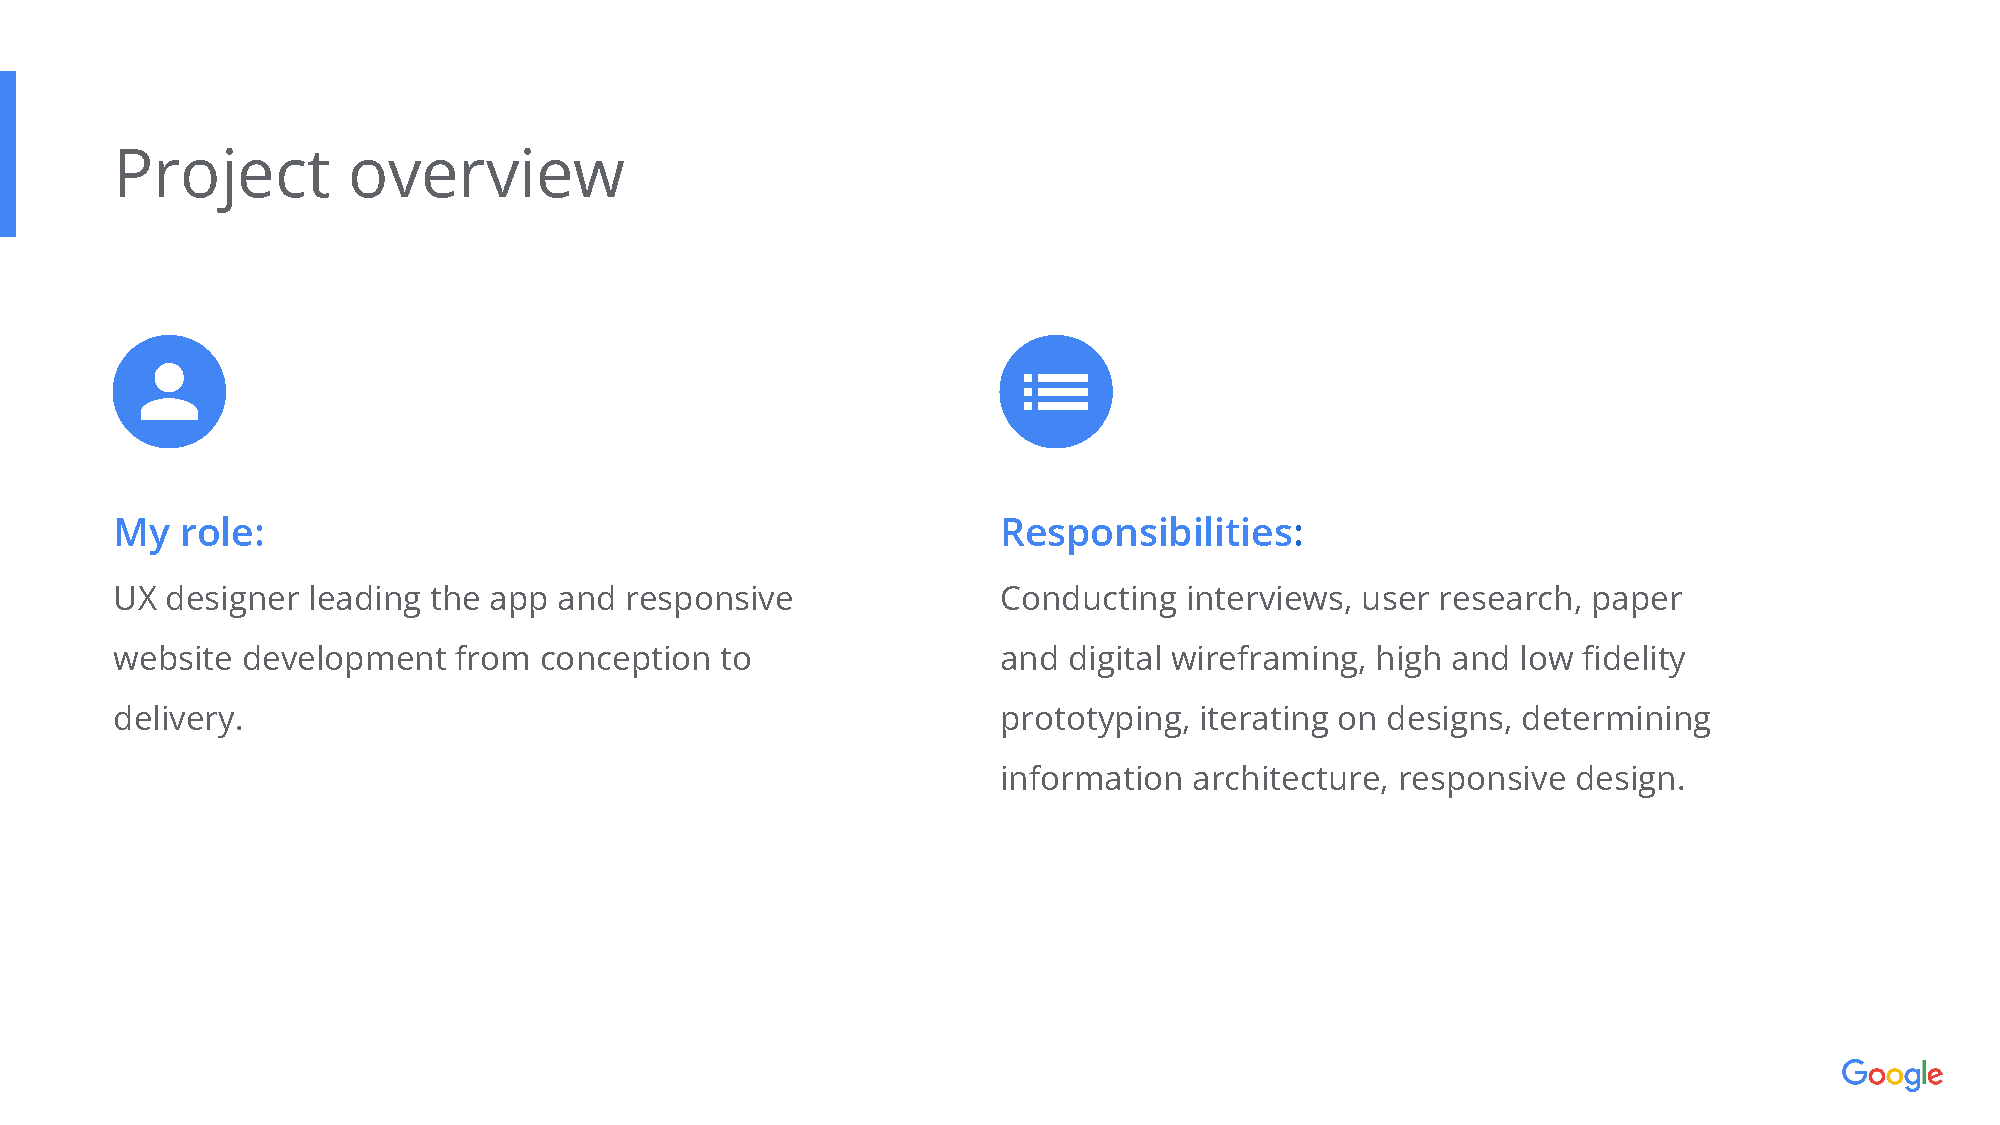 Project overview
My role:
UX designer leading the app and responsive
website development from conception to
delivery.
Responsibilities:
Conducting interviews, user research, paper
and digital wireframing, high and low fidelity
prototyping, iterating on designs, determining
information architecture, responsive design.
Google